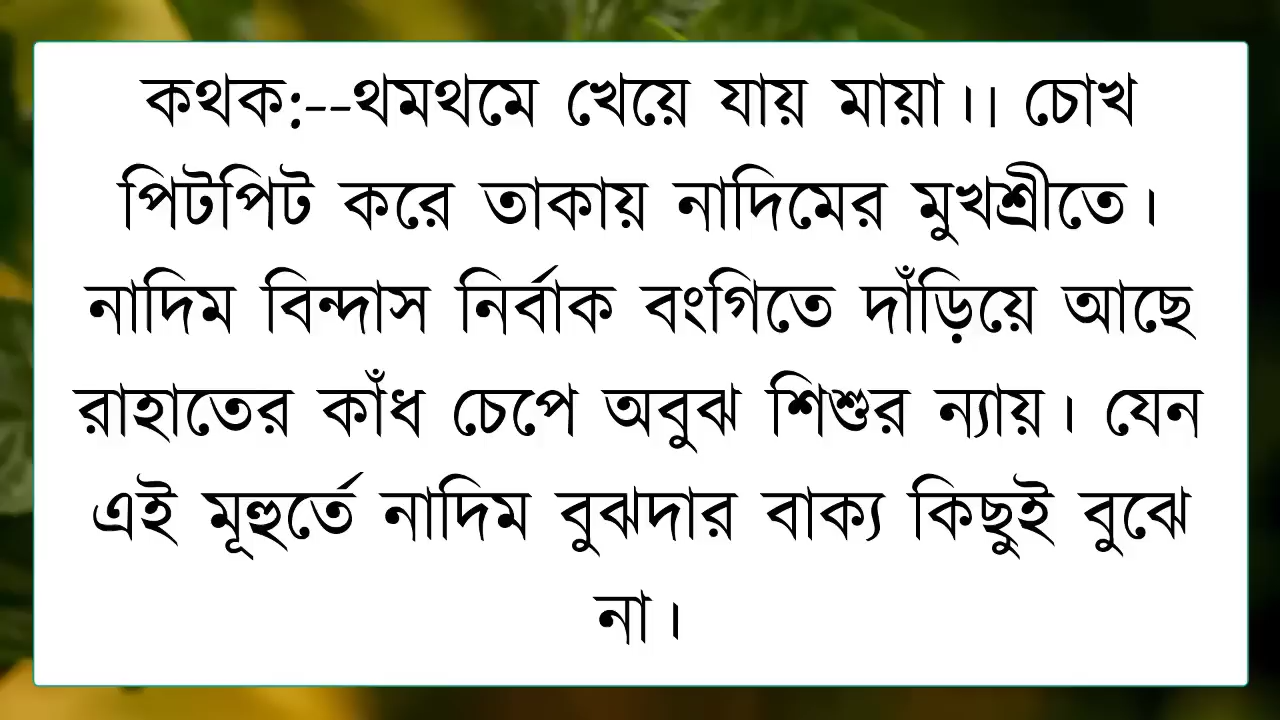 কথক:--থমথমে খেয়ে যায় মায়া।। চোখ
পিটপিট করে তাকায় নাদিমের মুখশ্রীতে।
নাদিম বিন্দাস নির্বাক বংগিতে দাঁড়িয়ে আছে
রাহাতের কাঁধ চেপে অবুঝ শিশুর ন্যায়। যেন
এই মূহুর্তে নাদিম বুঝদার বাক্য কিছুই বুঝে
না।